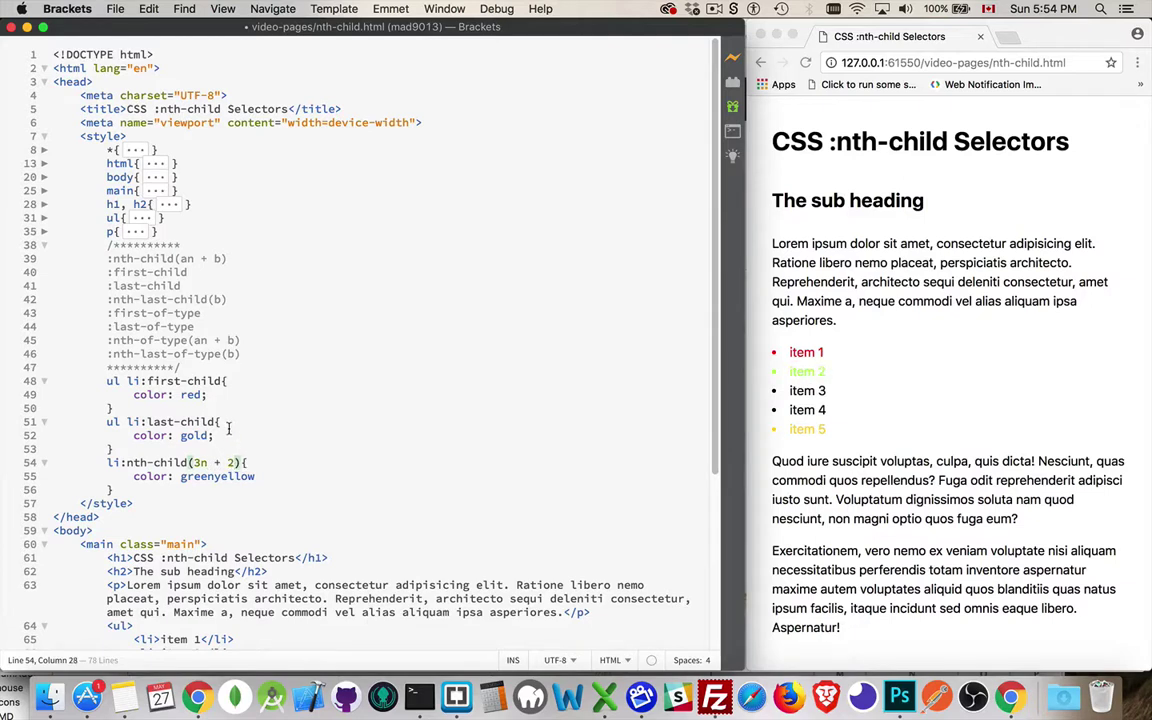 Brackets File Edit Find View Navigate Template Emmet Window Debug Help 100% Sun 5:54 PM
• video-pages/nth-child.html (mad9013) — Brackets
1 <!DOCTYPE html>
2 <html lang="en">
3 <head>
4 <meta charset="UTF-8">
5 <title>CSS :nth-child Selectors</title>
6 <meta name="viewport" content="width=device-width">
7 <style>
8 *{ ... }
13 html{ ... }
20 body{ ... }
25 main{ ... }
28 h1, h2{ ... }
31 ul{ ... }
35 p{ ... }
38 /**********
39 :nth-child(an + b)
40 :first-child
41 :last-child
42 :nth-last-child(b)
43 :first-of-type
44 :last-of-type
45 :nth-of-type(an + b)
46 :nth-last-of-type(b)
47 **********/
48 ul li:first-child{
49 color: red;
50 }
51 ul li:last-child{
52 color: gold;
53 }
54 li:nth-child(3n + 2){
55 color: greenyellow
56 }
57 </style>
58 </head>
59 <body>
60 <main class="main">
61 <h1>CSS :nth-child Selectors</h1>
62 <h2>The sub heading</h2>
63 <p>Lorem ipsum dolor sit amet, consectetur adipisicing elit. Ratione libero nemo
placeat, perspiciatis architecto. Reprehenderit, architecto sequi deleniti consectetur,
amet qui. Maxime a, neque commodi vel alias aliquam ipsa asperiores.</p>
64 <ul>
65 <li>item 1</li>
Line 54, Column 28 — 78 Lines
INS UTF-8 HTML Spaces: 4
CSS :nth-child Selectors
127.0.0.1:61550/video-pages/nth-child.html
Apps Click to run some s... Web Notification Im... »
CSS :nth-child Selectors
The sub heading
Lorem ipsum dolor sit amet, consectetur adipisicing elit.
Ratione libero nemo placeat, perspiciatis architecto.
Reprehenderit, architecto sequi deleniti consectetur, amet
qui. Maxime a, neque commodi vel alias aliquam ipsa
asperiores.
• item 1
• item 2
• item 3
• item 4
• item 5
Quod iure suscipit voluptas, culpa, quis dicta! Nesciunt, quas
commodi quos repellendus? Fuga odit reprehenderit adipisci
iusto sunt. Voluptatum dignissimos soluta nam quod
nesciunt, non magni optio quos fuga eum?
Exercitationem, vero nemo ex veniam voluptate nisi aliquam
necessitatibus perferendis totam inventore aspernatur
maxime autem voluptates aliquid quos blanditiis quas natus
ipsum facilis, itaque incidunt sed omnis eaque libero.
Aspernatur!
MAY
27
Ps